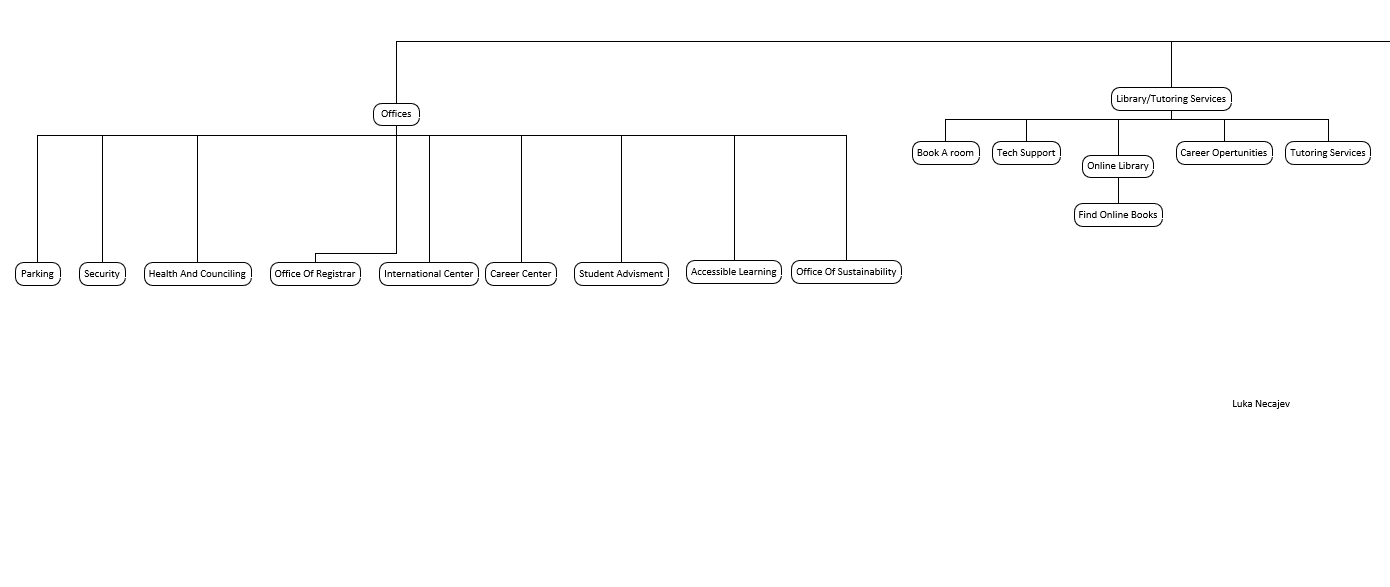 Offices
Library/Tutoring Services
Book A room
Tech Support
Online Library
Career Opertunities
Tutoring Services
Find Online Books
Parking
Security
Health And Counciling
Office Of Registrar
International Center
Career Center
Student Advisment
Accessible Learning
Office Of Sustainability
Luka Necajev